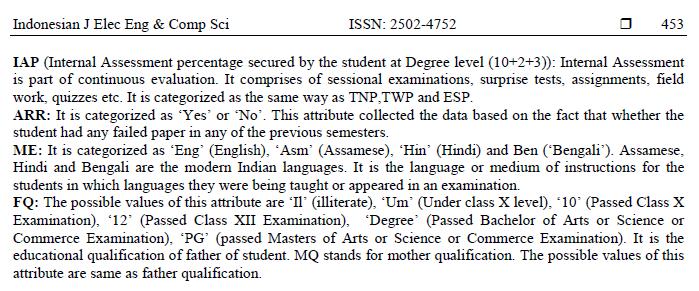 Indonesian J Elec Eng & Comp Sci ISSN: 2502-4752 ❒ 453
IAP (Internal Assessment percentage secured by the student at Degree level (10+2+3)): Internal Assessment
is part of continuous evaluation. It comprises of sessional examinations, surprise tests, assignments, field
work, quizzes etc. It is categorized as the same way as TNP,TWP and ESP.
ARR: It is categorized as ‘Yes’ or ‘No’. This attribute collected the data based on the fact that whether the
student had any failed paper in any of the previous semesters.
ME: It is categorized as ‘Eng’ (English), ‘Asm’ (Assamese), ‘Hin’ (Hindi) and Ben (‘Bengali’). Assamese,
Hindi and Bengali are the modern Indian languages. It is the language or medium of instructions for the
students in which languages they were being taught or appeared in an examination.
FQ: The possible values of this attribute are ‘Il’ (illiterate), ‘Um’ (Under class X level), ‘10’ (Passed Class X
Examination), ‘12’ (Passed Class XII Examination), ‘Degree’ (Passed Bachelor of Arts or Science or
Commerce Examination), ‘PG’ (passed Masters of Arts or Science or Commerce Examination). It is the
educational qualification of father of student. MQ stands for mother qualification. The possible values of this
attribute are same as father qualification.